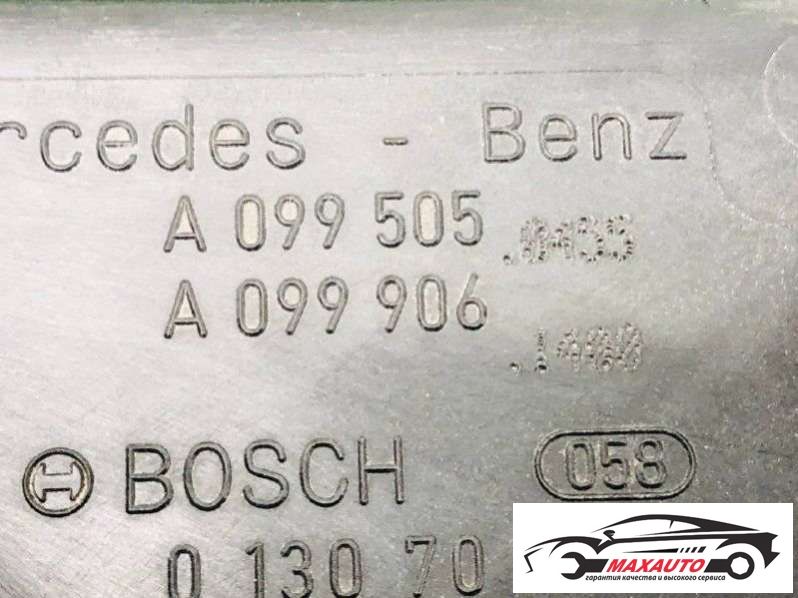 rcedes - Benz
A 099 505
A 099 906
BOSCH 058
0 130 70
MAXAUTO
гарантия качества и высокого сервиса